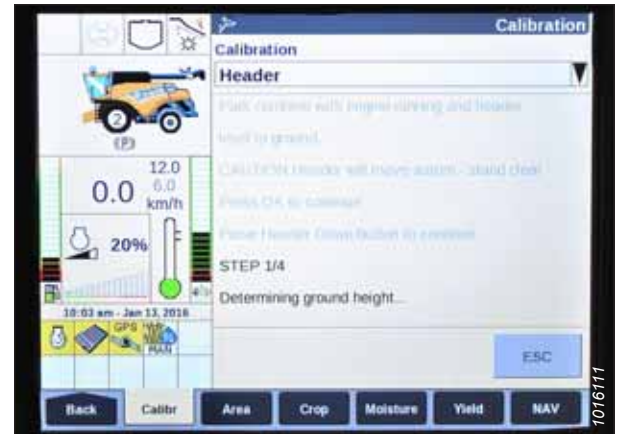 Calibration
Calibration
Header
Park combine with engine running and header
level to ground.
CAUTION Header will move autom - stand clear
Press OK to continue
Press Header Down button to continue
STEP 1/4
Determining ground height...
ESC
2
(P)
12.0
6.0
0.0 km/h
20%
10:03 am - Jan 13, 2016
GPS
MAN
Back
Calibr
Area
Crop
Moisture
Yield
NAV
1016111